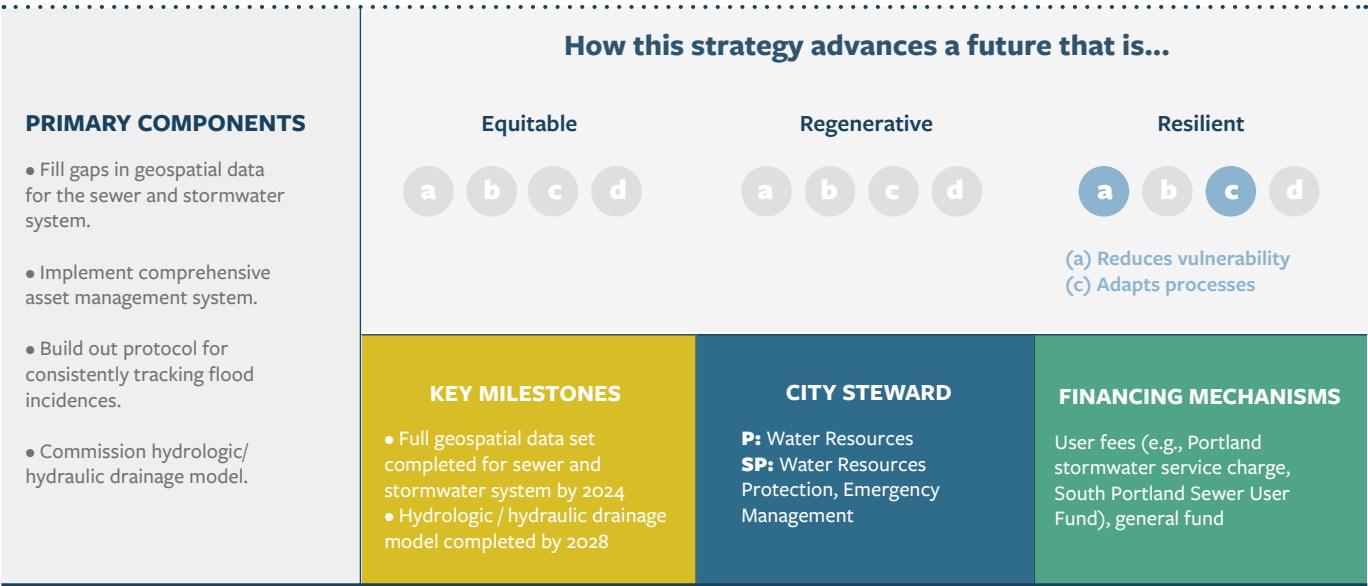 How this strategy advances a future that is...
PRIMARY COMPONENTS
• Fill gaps in geospatial data
for the sewer and stormwater
system.
• Implement comprehensive
asset management system.
• Build out protocol for
consistently tracking flood
incidences.
• Commission hydrologic/
hydraulic drainage model.
Equitable
a b c d
Regenerative
a b c d
Resilient
a b c d
(a) Reduces vulnerability
(c) Adapts processes
KEY MILESTONES
• Full geospatial data set
completed for sewer and
stormwater system by 2024
• Hydrologic / hydraulic drainage
model completed by 2028
CITY STEWARD
P: Water Resources
SP: Water Resources
Protection, Emergency
Management
FINANCING MECHANISMS
User fees (e.g., Portland
stormwater service charge,
South Portland Sewer User
Fund), general fund